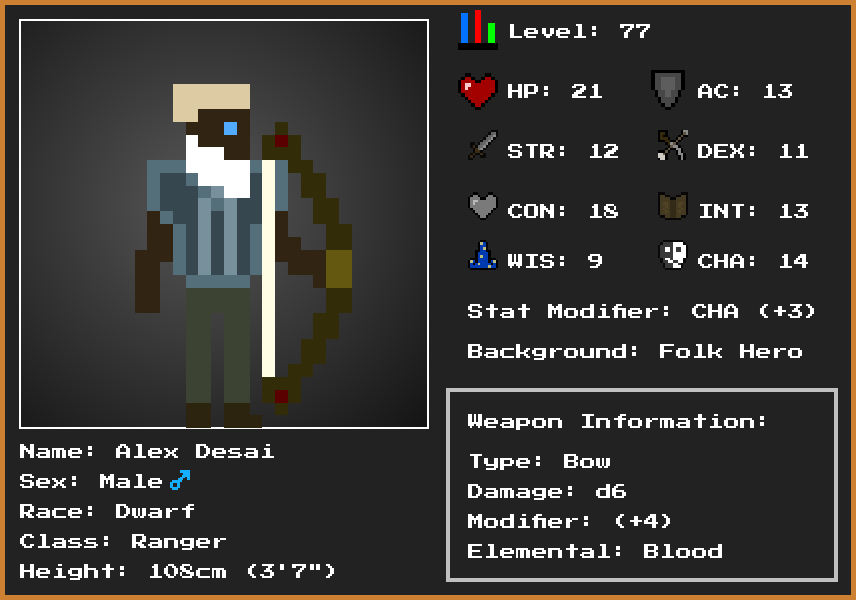 Level: 77
HP: 21
AC: 13
STR: 12
DEX: 11
CON: 18
INT: 13
WIS: 9
CHA: 14
Stat Modifier: CHA (+3)
Background: Folk Hero
Weapon Information:
Type: Bow
Damage: d6
Modifier: (+4)
Elemental: Blood
Name: Alex Desai
Sex: Male ♂
Race: Dwarf
Class: Ranger
Height: 108cm (3'7")